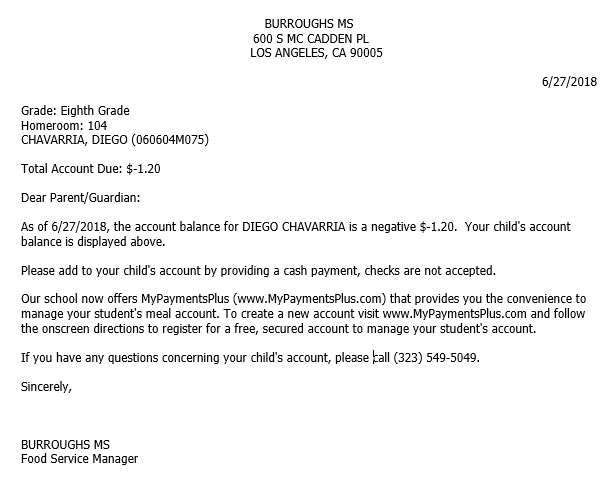 BURROUGHS MS
600 S MC CADDEN PL
LOS ANGELES, CA 90005
6/27/2018
Grade: Eighth Grade
Homeroom: 104
CHAVARRIA, DIEGO (060604M075)
Total Account Due: $-1.20
Dear Parent/Guardian:
As of 6/27/2018, the account balance for DIEGO CHAVARRIA is a negative $-1.20.  Your child's account
balance is displayed above.
Please add to your child's account by providing a cash payment, checks are not accepted.
Our school now offers MyPaymentsPlus (www.MyPaymentsPlus.com) that provides you the convenience to
manage your student's meal account. To create a new account visit www.MyPaymentsPlus.com and follow
the onscreen directions to register for a free, secured account to manage your student's account.
If you have any questions concerning your child's account, please call (323) 549-5049.
Sincerely,
BURROUGHS MS
Food Service Manager